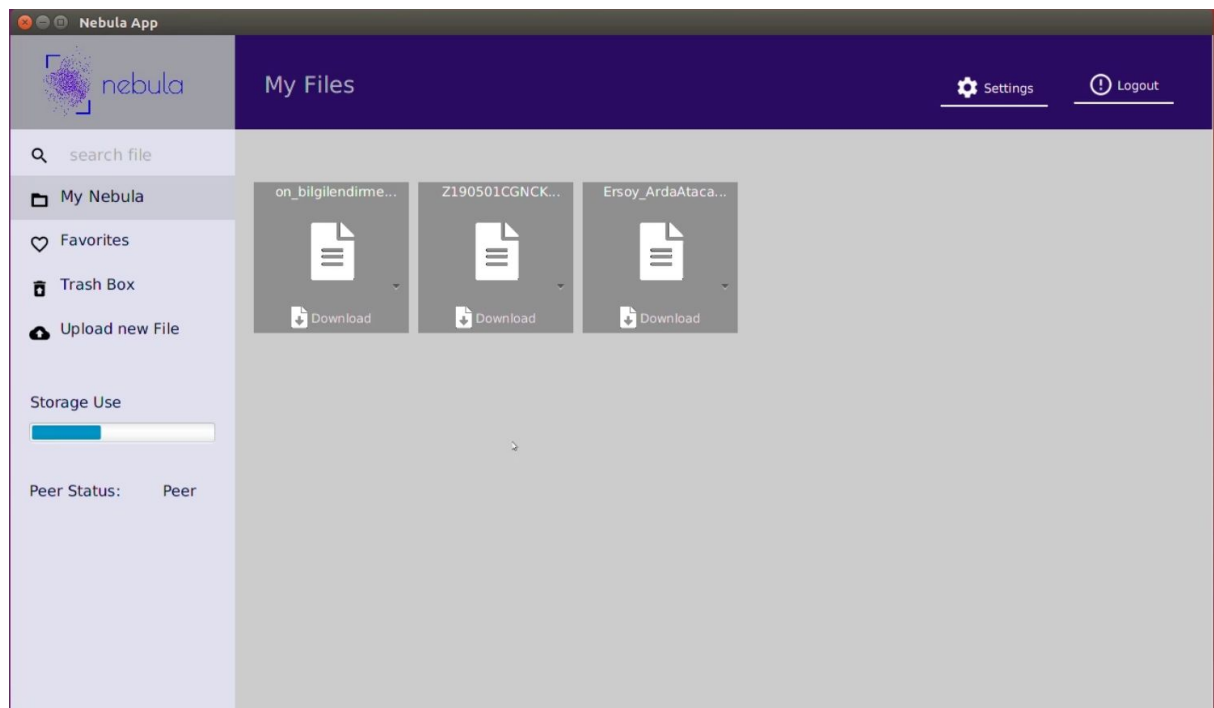 Nebula App
nebula
My Files
Settings
Logout
search file
My Nebula
Favorites
Trash Box
Upload new File
Storage Use
Peer Status: Peer
on_bilgilendirme...
Z190501CGNCK...
Ersoy_ArdaAtaca...
Download
Download
Download